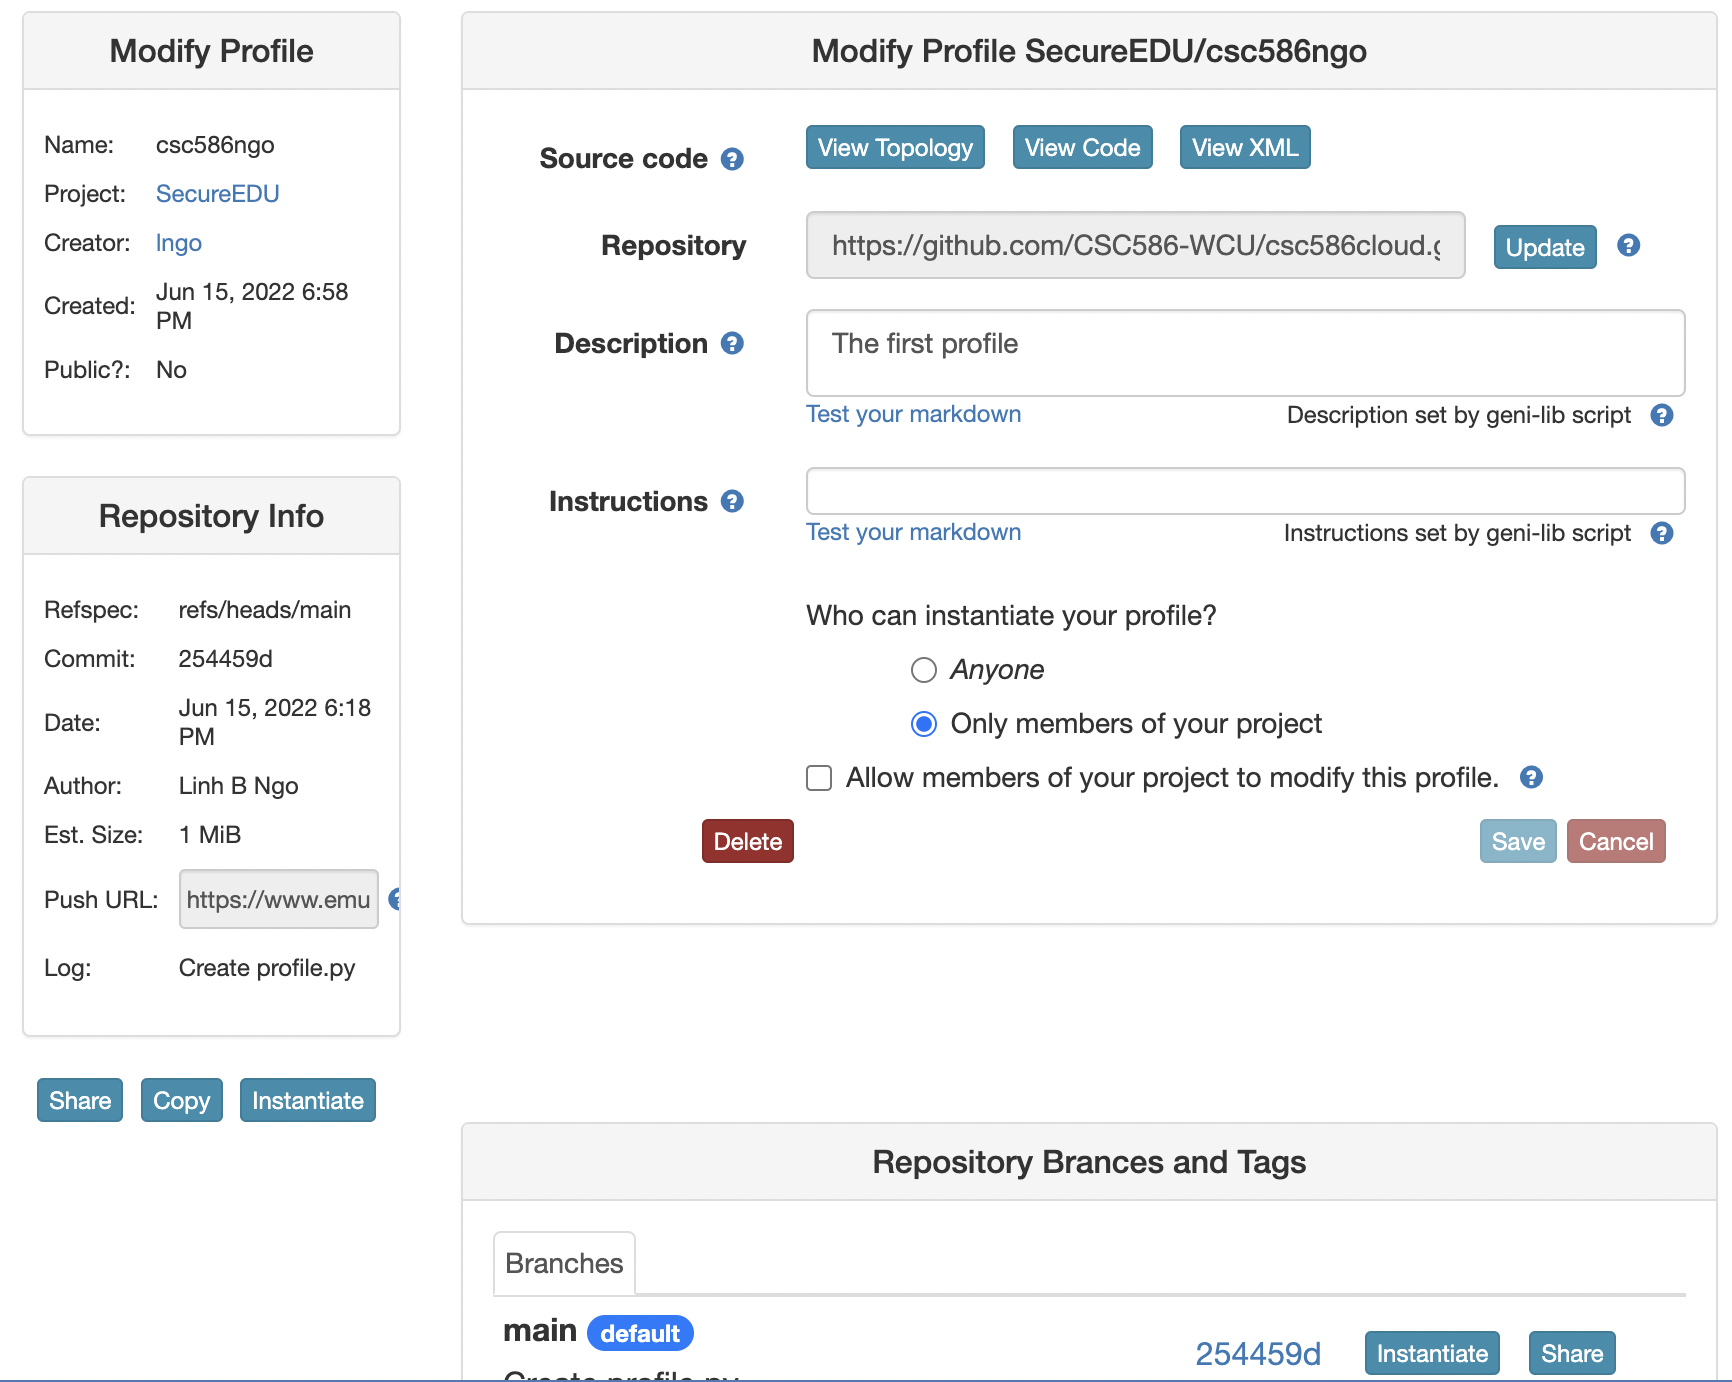 Modify Profile
Name: csc586ngo
Project: SecureEDU
Creator: lngo
Created: Jun 15, 2022 6:58
PM
Public?: No
Repository Info
Refspec: refs/heads/main
Commit: 254459d
Date: Jun 15, 2022 6:18
PM
Author: Linh B Ngo
Est. Size: 1 MiB
Push URL: https://www.emu
Log: Create profile.py
Share Copy Instantiate
Modify Profile SecureEDU/csc586ngo
Source code ? View Topology View Code View XML
Repository https://github.com/CSC586-WCU/csc586cloud.g Update ?
Description ? The first profile
Test your markdown Description set by geni-lib script ?
Instructions ?
Test your markdown Instructions set by geni-lib script ?
Who can instantiate your profile?
Anyone
Only members of your project
Allow members of your project to modify this profile. ?
Delete Save Cancel
Repository Brances and Tags
Branches
main default
254459d Instantiate Share
Create profile.py